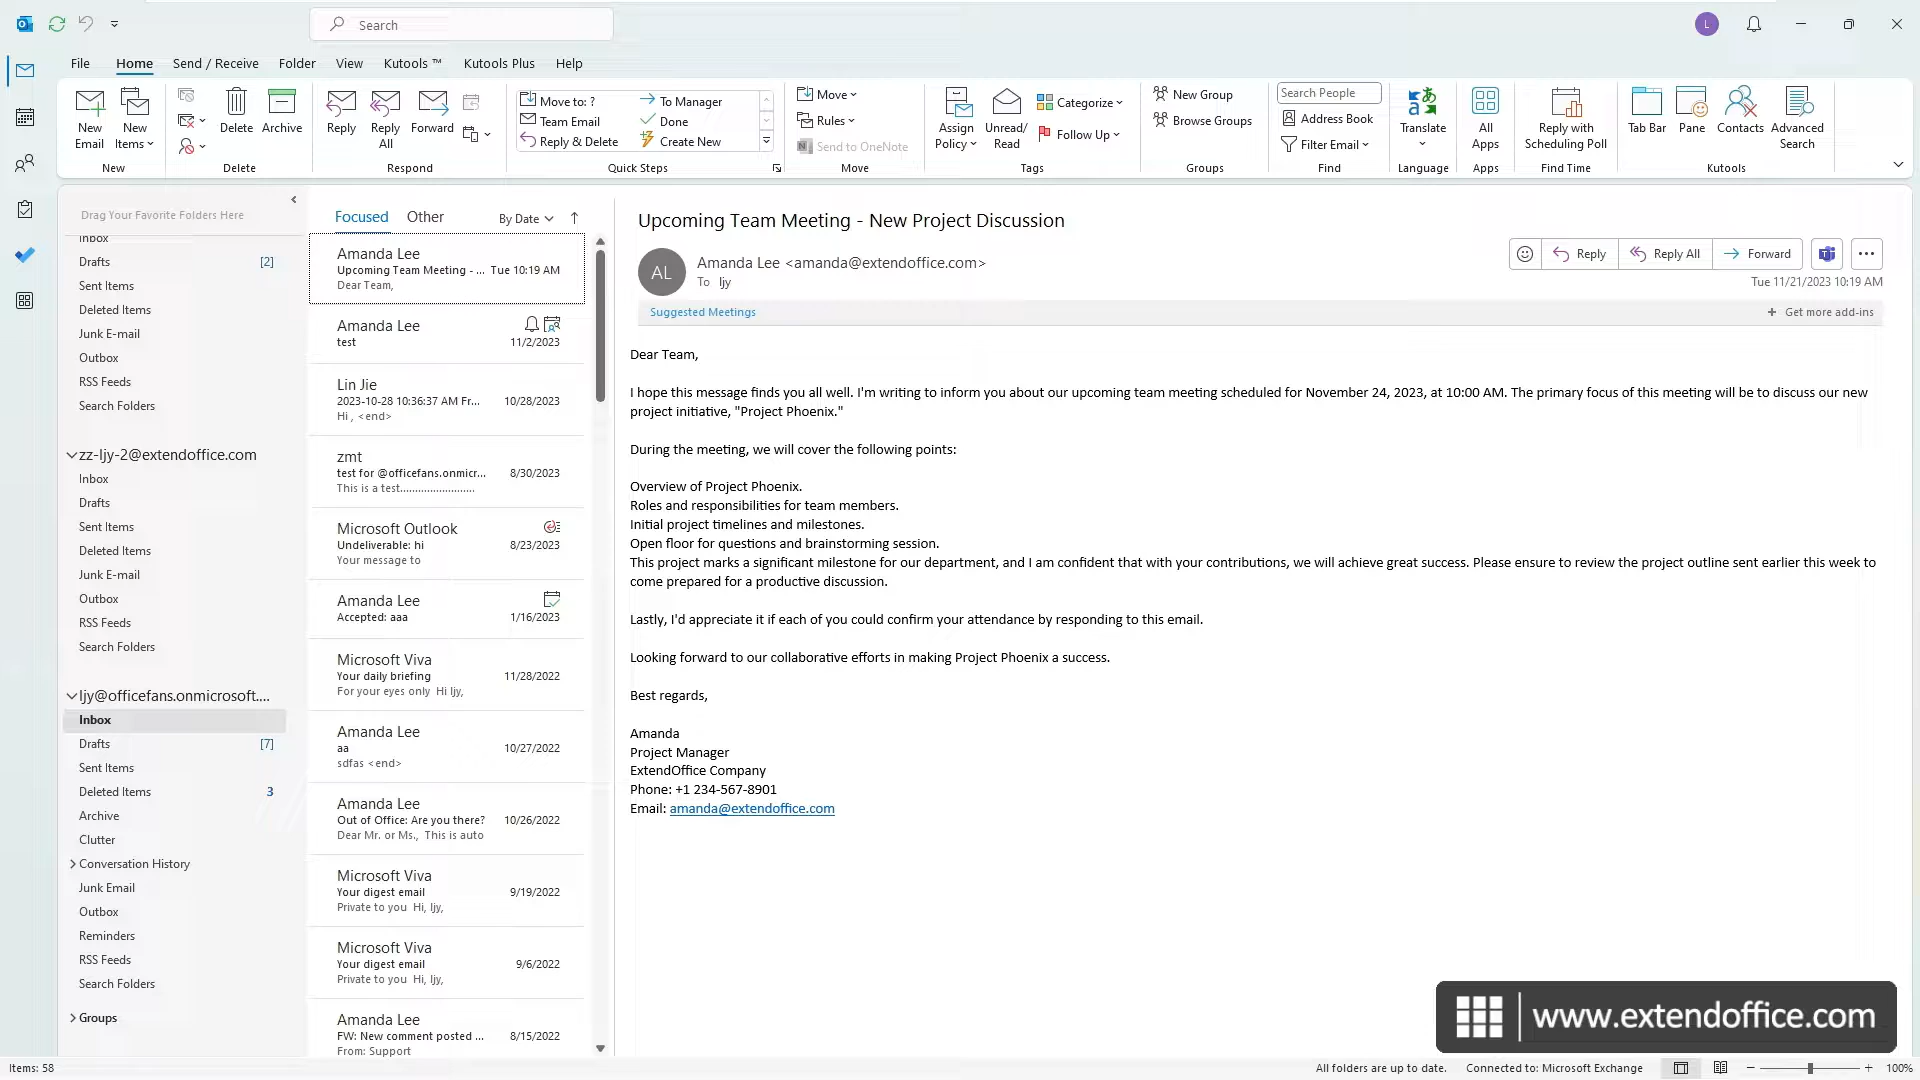 Search
L
File Home Send / Receive Folder View Kutools ™ Kutools Plus Help
New Email
New Items
New
Delete
Archive
Delete
Reply
Reply All
Forward
Respond
Move to: ?
Team Email
Reply & Delete
To Manager
Done
Create New
Quick Steps
Move
Rules
Send to OneNote
Move
Assign Policy
Unread/ Read
Categorize
Follow Up
Tags
New Group
Browse Groups
Groups
Search People
Address Book
Filter Email
Find
Translate
Language
All Apps
Apps
Reply with Scheduling Poll
Find Time
Tab Bar
Pane
Contacts
Advanced Search
Kutools
Drag Your Favorite Folders Here
Inbox
Drafts [2]
Sent Items
Deleted Items
Junk E-mail
Outbox
RSS Feeds
Search Folders
zz-ljy-2@extendoffice.com
Inbox
Drafts
Sent Items
Deleted Items
Junk E-mail
Outbox
RSS Feeds
Search Folders
ljy@officefans.onmicrosoft....
Inbox
Drafts [7]
Sent Items
Deleted Items 3
Archive
Clutter
Conversation History
Junk Email
Outbox
Reminders
RSS Feeds
Search Folders
Groups
Focused Other By Date
Amanda Lee
Upcoming Team Meeting - ... Tue 10:19 AM
Dear Team,
Amanda Lee
test 11/2/2023
Lin Jie
2023-10-28 10:36:37 AM Fr... 10/28/2023
Hi , <end>
zmt
test for @officefans.onmicr... 8/30/2023
This is a test.........................
Microsoft Outlook
Undeliverable: hi 8/23/2023
Your message to
Amanda Lee
Accepted: aaa 1/16/2023
Microsoft Viva
Your daily briefing 11/28/2022
For your eyes only Hi ljy,
Amanda Lee
aa 10/27/2022
sdfas <end>
Amanda Lee
Out of Office: Are you there? 10/26/2022
Dear Mr. or Ms., This is auto
Microsoft Viva
Your digest email 9/19/2022
Private to you Hi, ljy,
Microsoft Viva
Your digest email 9/6/2022
Private to you Hi, ljy,
Amanda Lee
FW: New comment posted ... 8/15/2022
From: Support
Upcoming Team Meeting - New Project Discussion
AL
Amanda Lee <amanda@extendoffice.com>
To ljy
Reply Reply All Forward
Tue 11/21/2023 10:19 AM
Suggested Meetings + Get more add-ins
Dear Team,
I hope this message finds you all well. I'm writing to inform you about our upcoming team meeting scheduled for November 24, 2023, at 10:00 AM. The primary focus of this meeting will be to discuss our new
project initiative, "Project Phoenix."
During the meeting, we will cover the following points:
Overview of Project Phoenix.
Roles and responsibilities for team members.
Initial project timelines and milestones.
Open floor for questions and brainstorming session.
This project marks a significant milestone for our department, and I am confident that with your contributions, we will achieve great success. Please ensure to review the project outline sent earlier this week to
come prepared for a productive discussion.
Lastly, I'd appreciate it if each of you could confirm your attendance by responding to this email.
Looking forward to our collaborative efforts in making Project Phoenix a success.
Best regards,
Amanda
Project Manager
ExtendOffice Company
Phone: +1 234-567-8901
Email: amanda@extendoffice.com
www.extendoffice.com
Items: 58
All folders are up to date. Connected to: Microsoft Exchange 100%